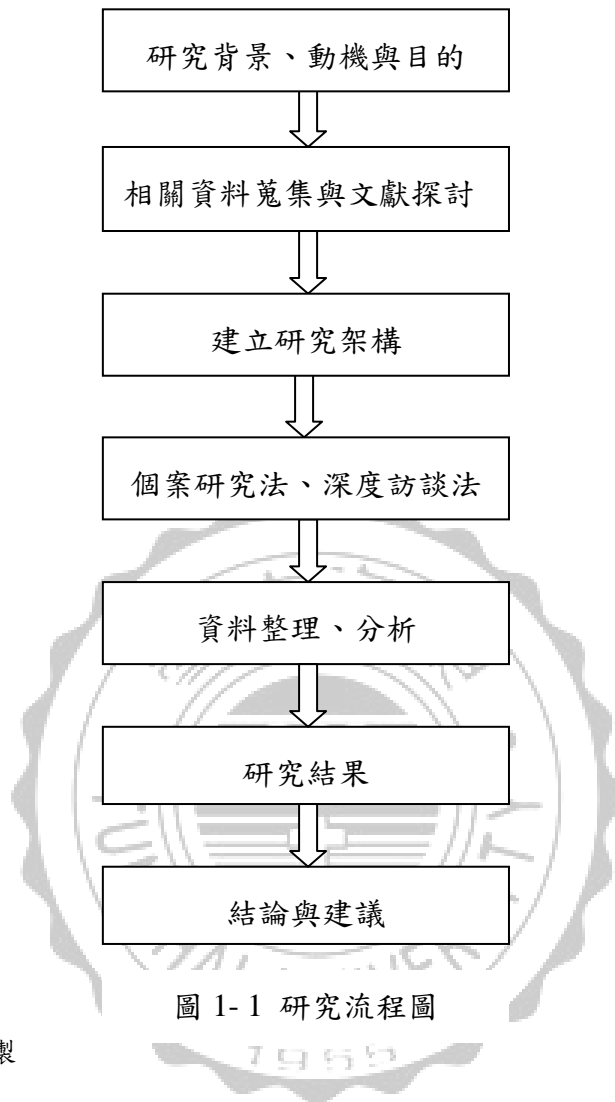 研究背景、動機與目的
相關資料蒐集與文獻探討
建立研究架構
個案研究法、深度訪談法
資料整理、分析
研究結果
結論與建議
圖 1- 1 研究流程圖
製
1955